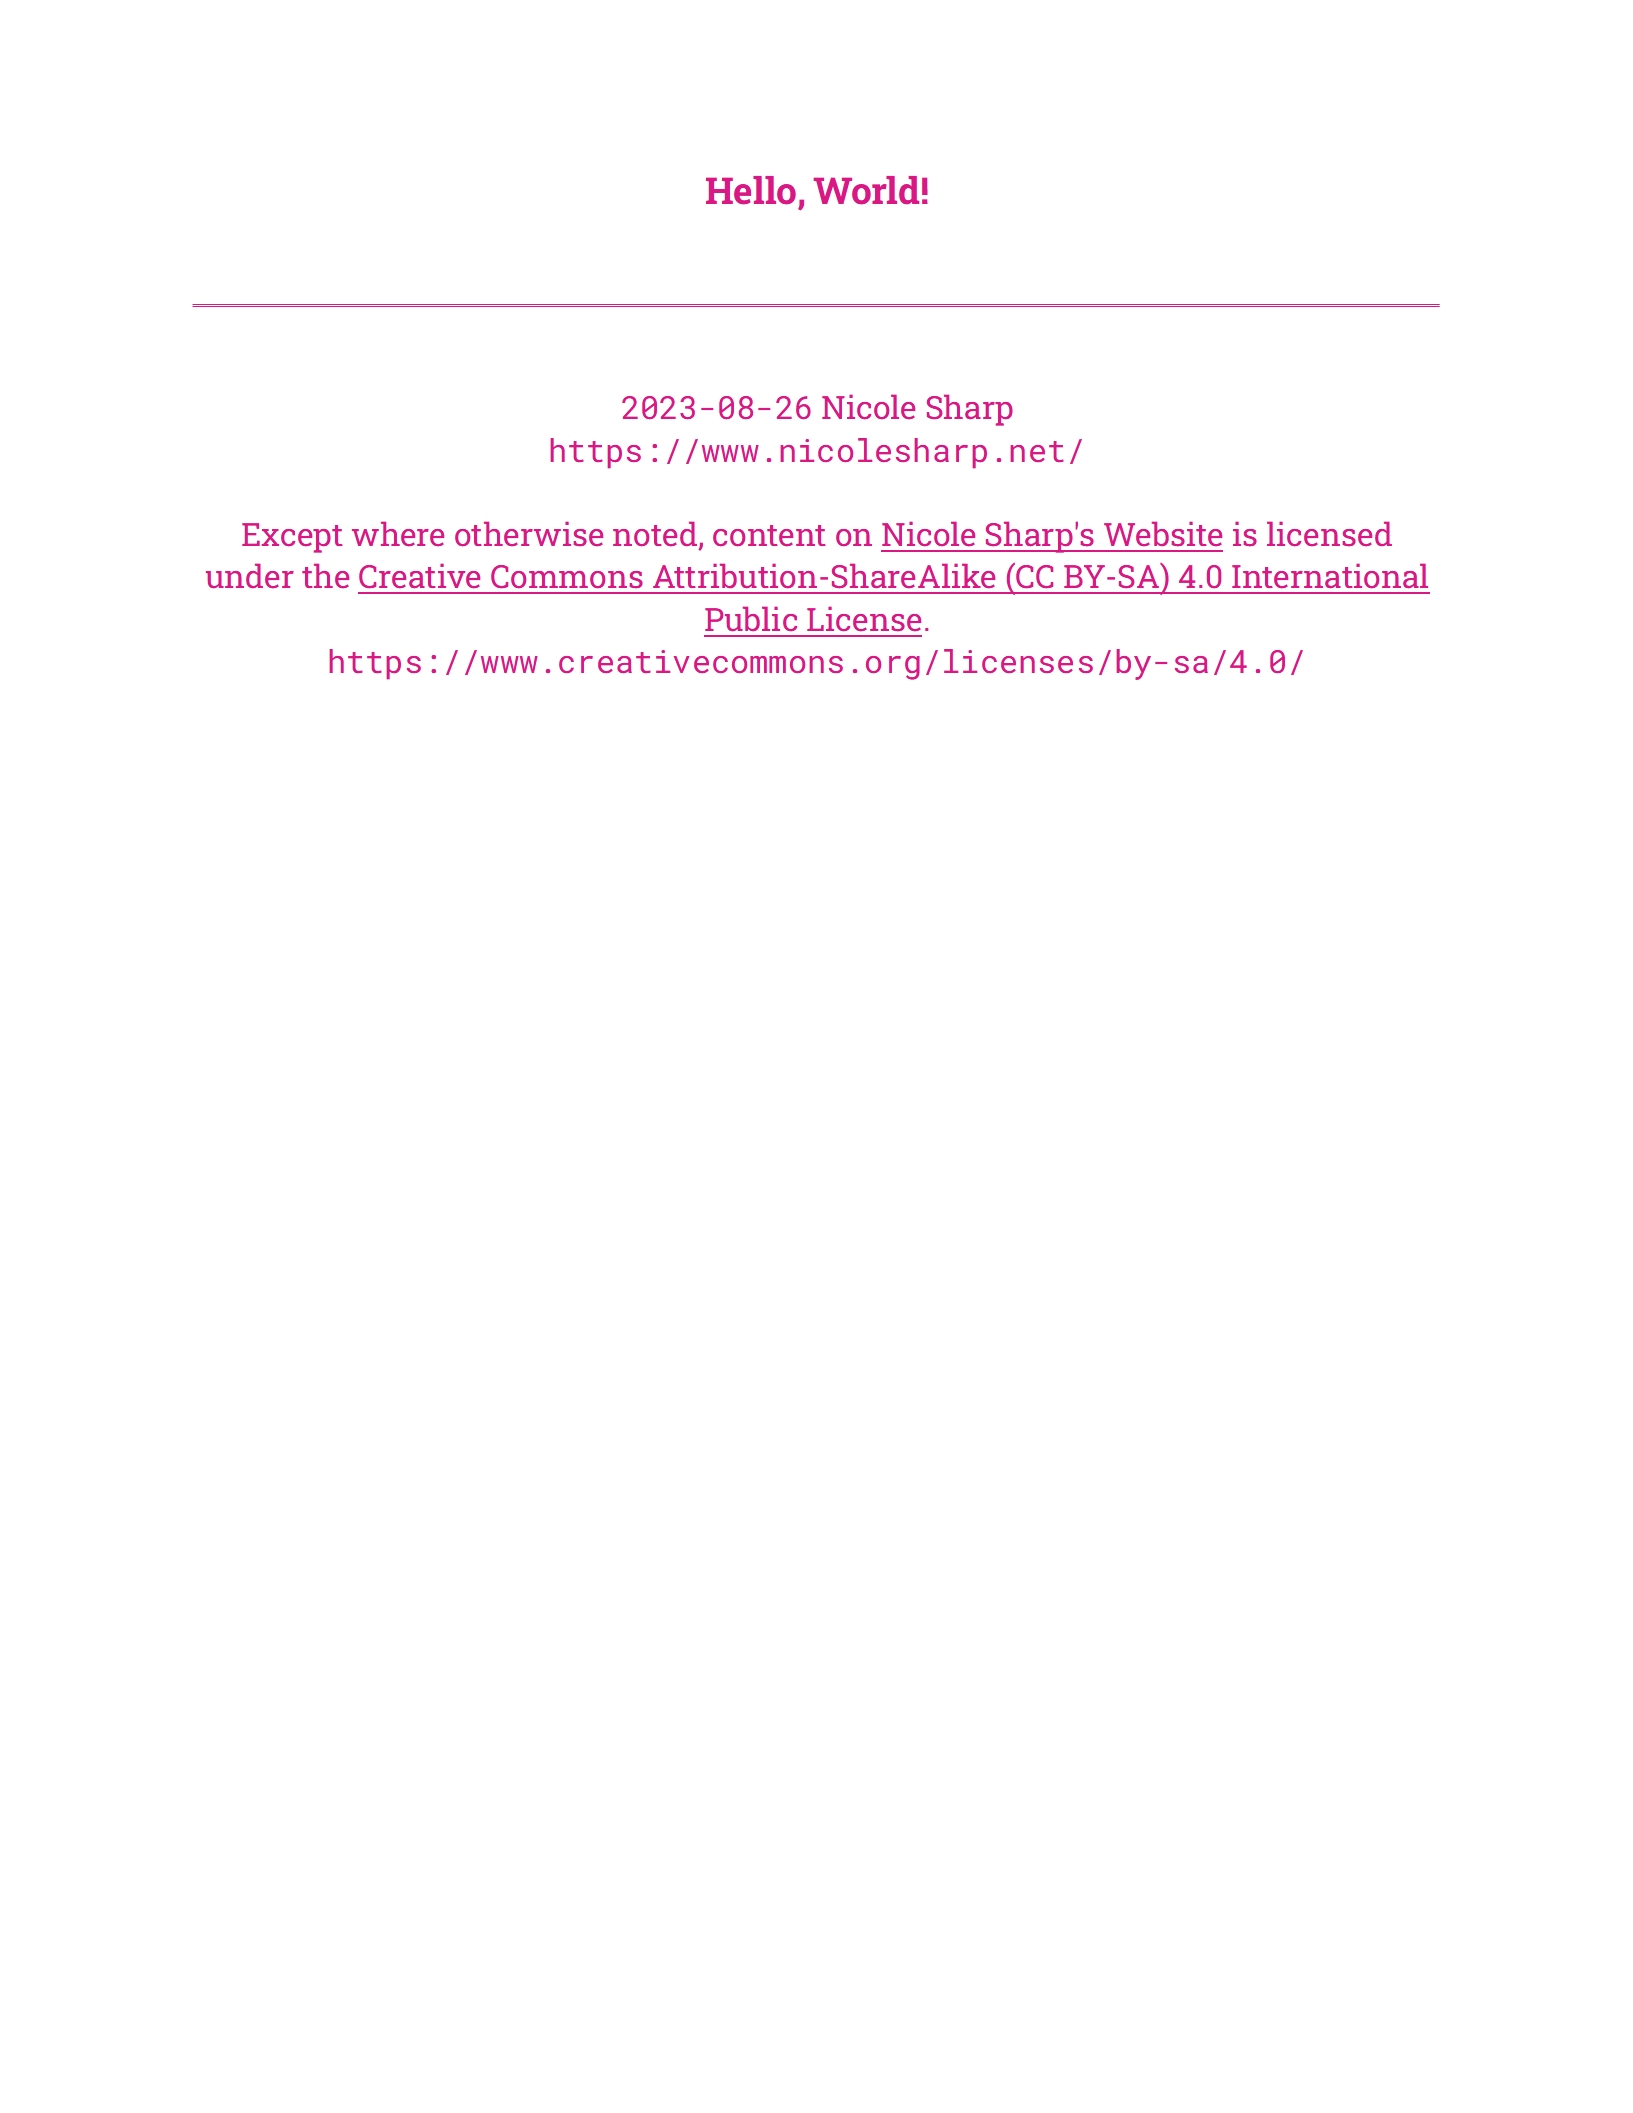 Hello, World!
2023-08-26 Nicole Sharp
https://www.nicolesharp.net/
Except where otherwise noted, content on Nicole Sharp's Website is licensed
under the Creative Commons Attribution-ShareAlike (CC BY-SA) 4.0 International
Public License.
https://www.creativecommons.org/licenses/by-sa/4.0/